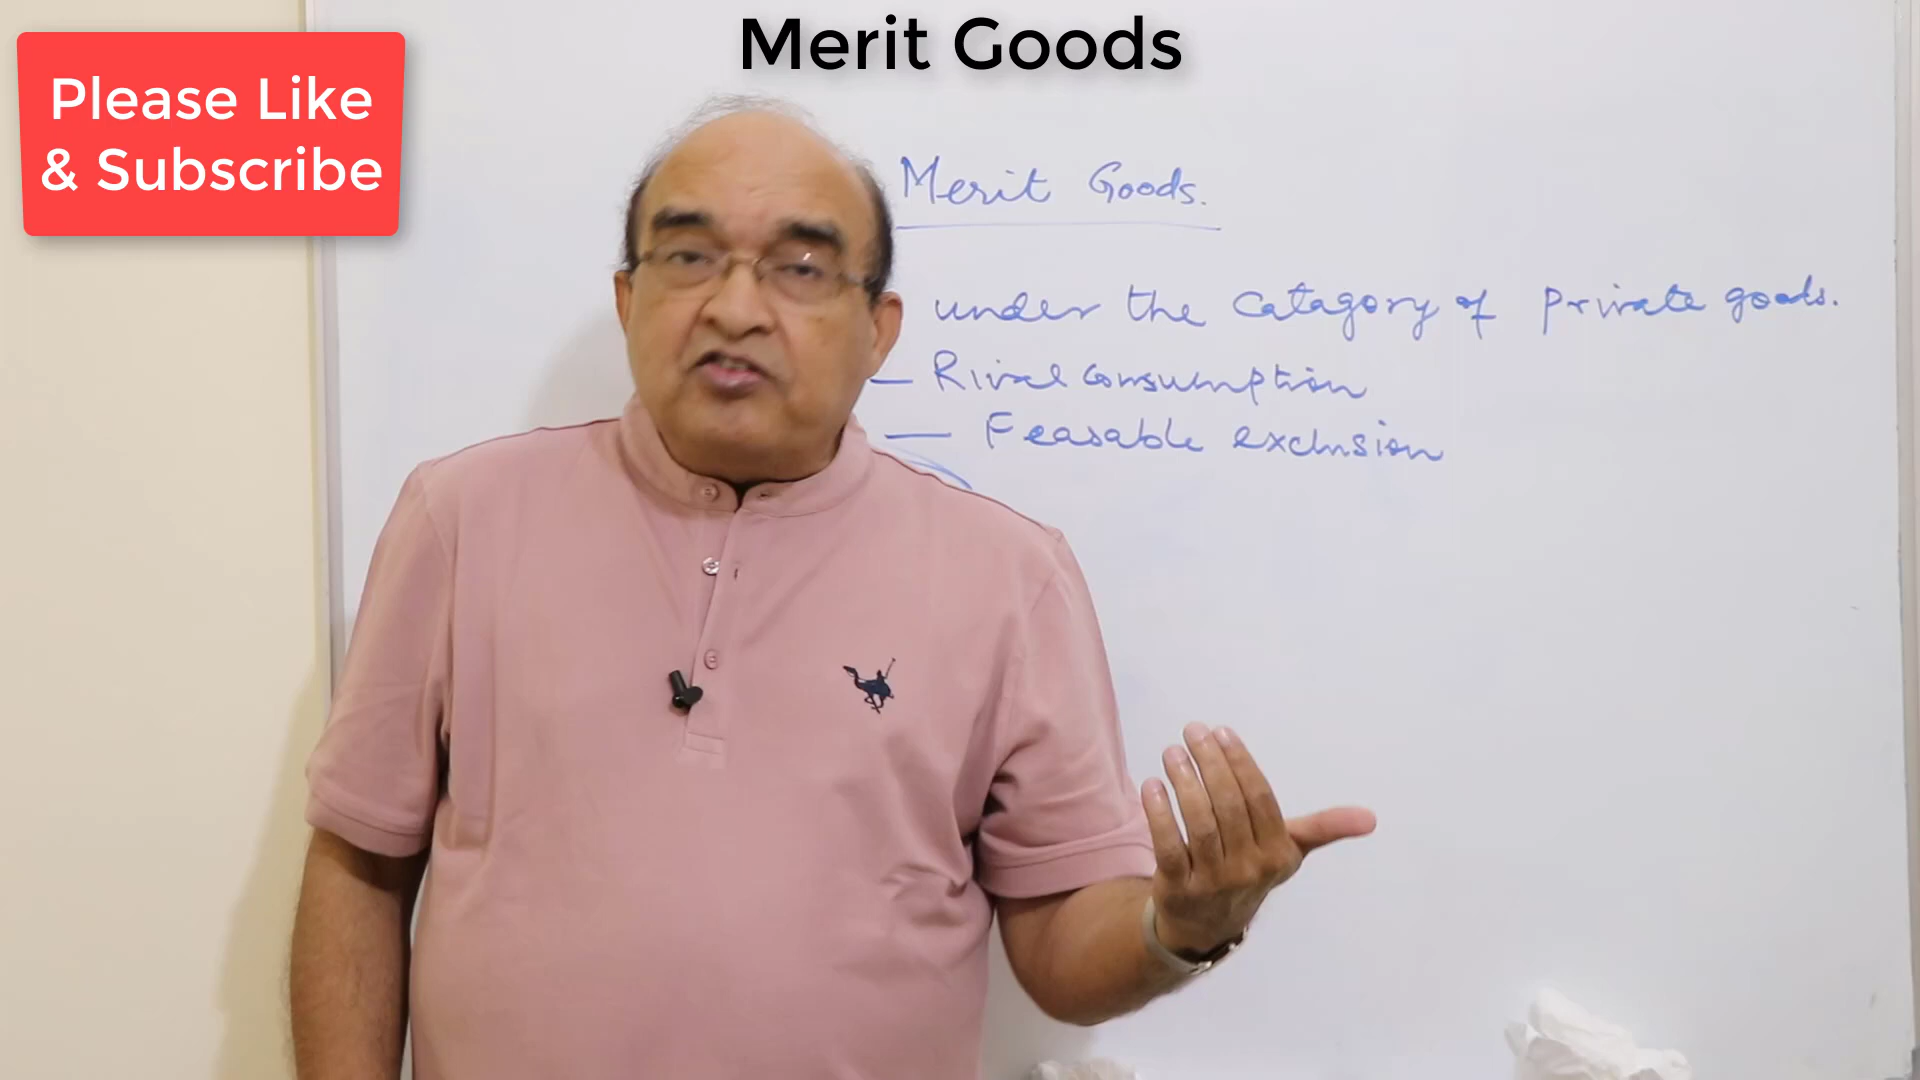 Merit Goods
Please Like
& Subscribe
Merit Goods.
under the catagory of private goods.
— Rival consumption
— Feasable exclusion